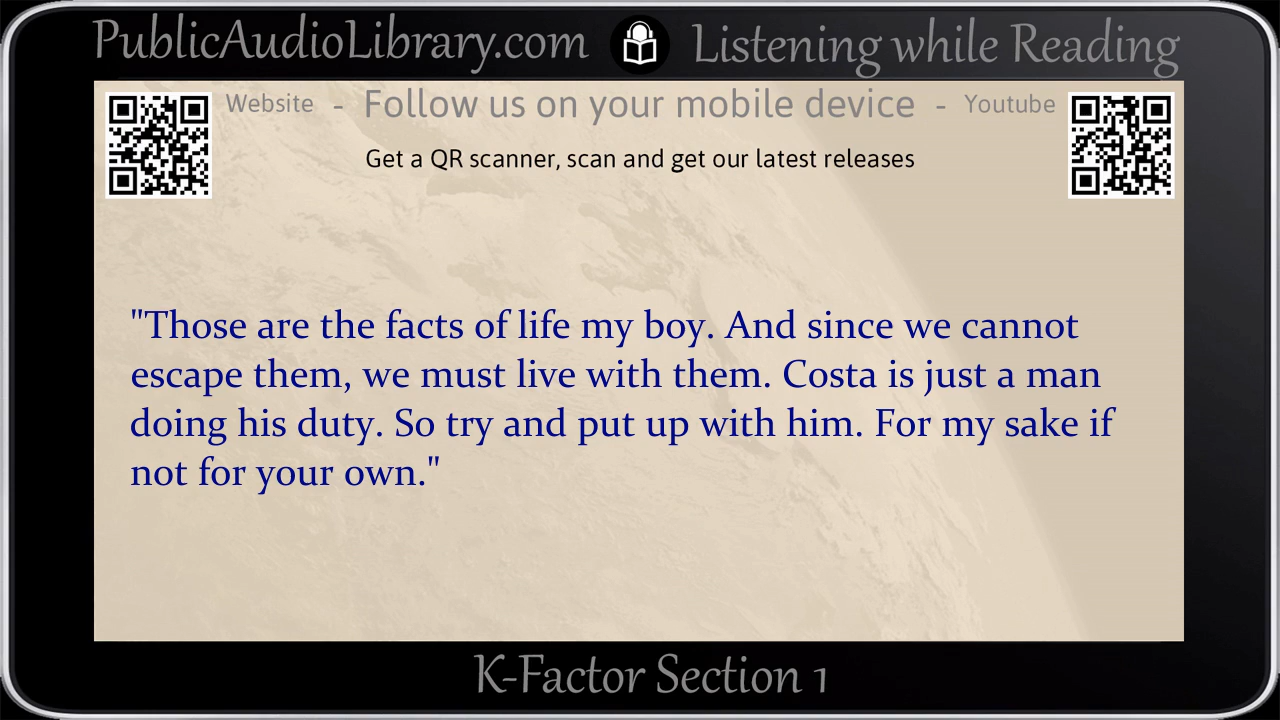 PublicAudioLibrary.com Listening while Reading
Website - Follow us on your mobile device - Youtube
Get a QR scanner, scan and get our latest releases
"Those are the facts of life my boy. And since we cannot
escape them, we must live with them. Costa is just a man
doing his duty. So try and put up with him. For my sake if
not for your own."
K-Factor Section 1